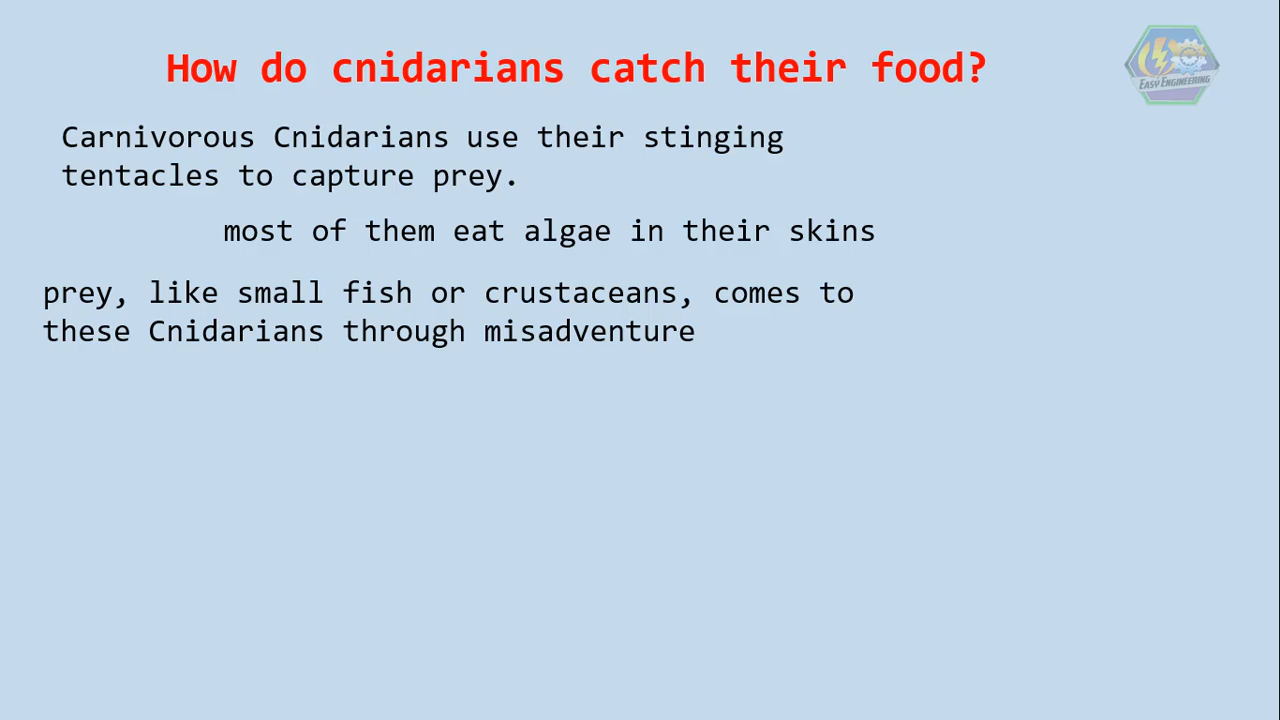 How do cnidarians catch their food?
EASY ENGINEERING
Carnivorous Cnidarians use their stinging
tentacles to capture prey.
most of them eat algae in their skins
prey, like small fish or crustaceans, comes to
these Cnidarians through misadventure